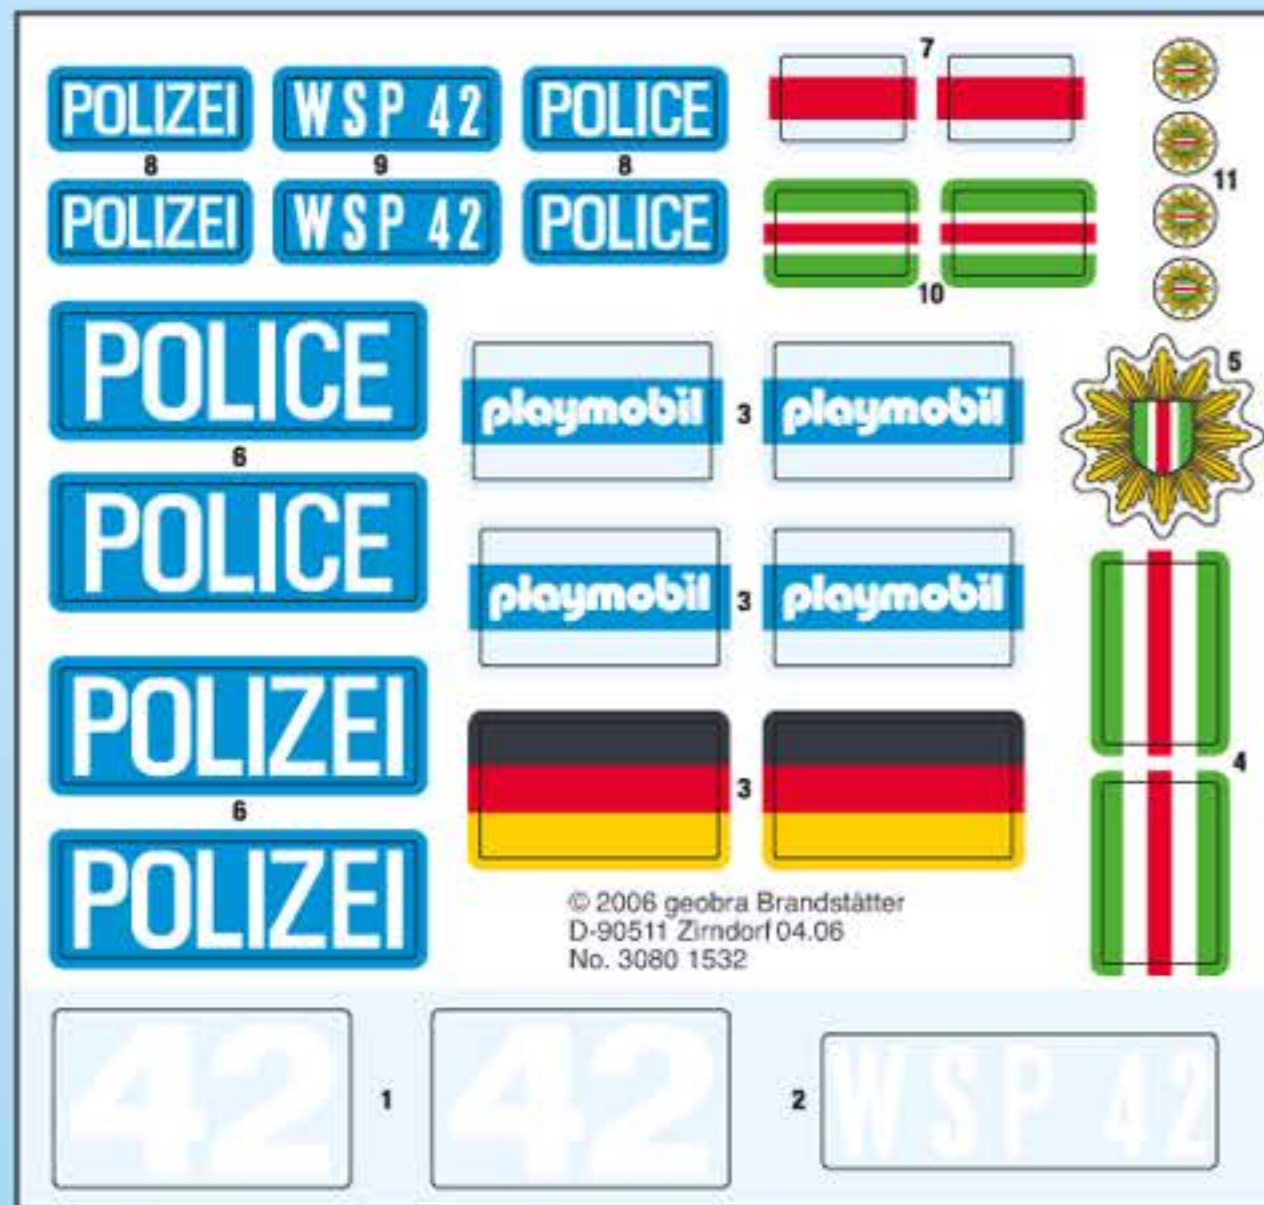 POLIZEI WSP 42 POLICE 7
8 9 8
POLIZEI WSP 42 POLICE
11
10
POLICE
6
POLICE
playmobil 3 playmobil
5
playmobil 3 playmobil
POLIZEI
6
POLIZEI
3
4
© 2006 geobra Brandstätter
D-90511 Zirndorf 04.06
No. 3080 1532
42 1 42 2 WSP 42